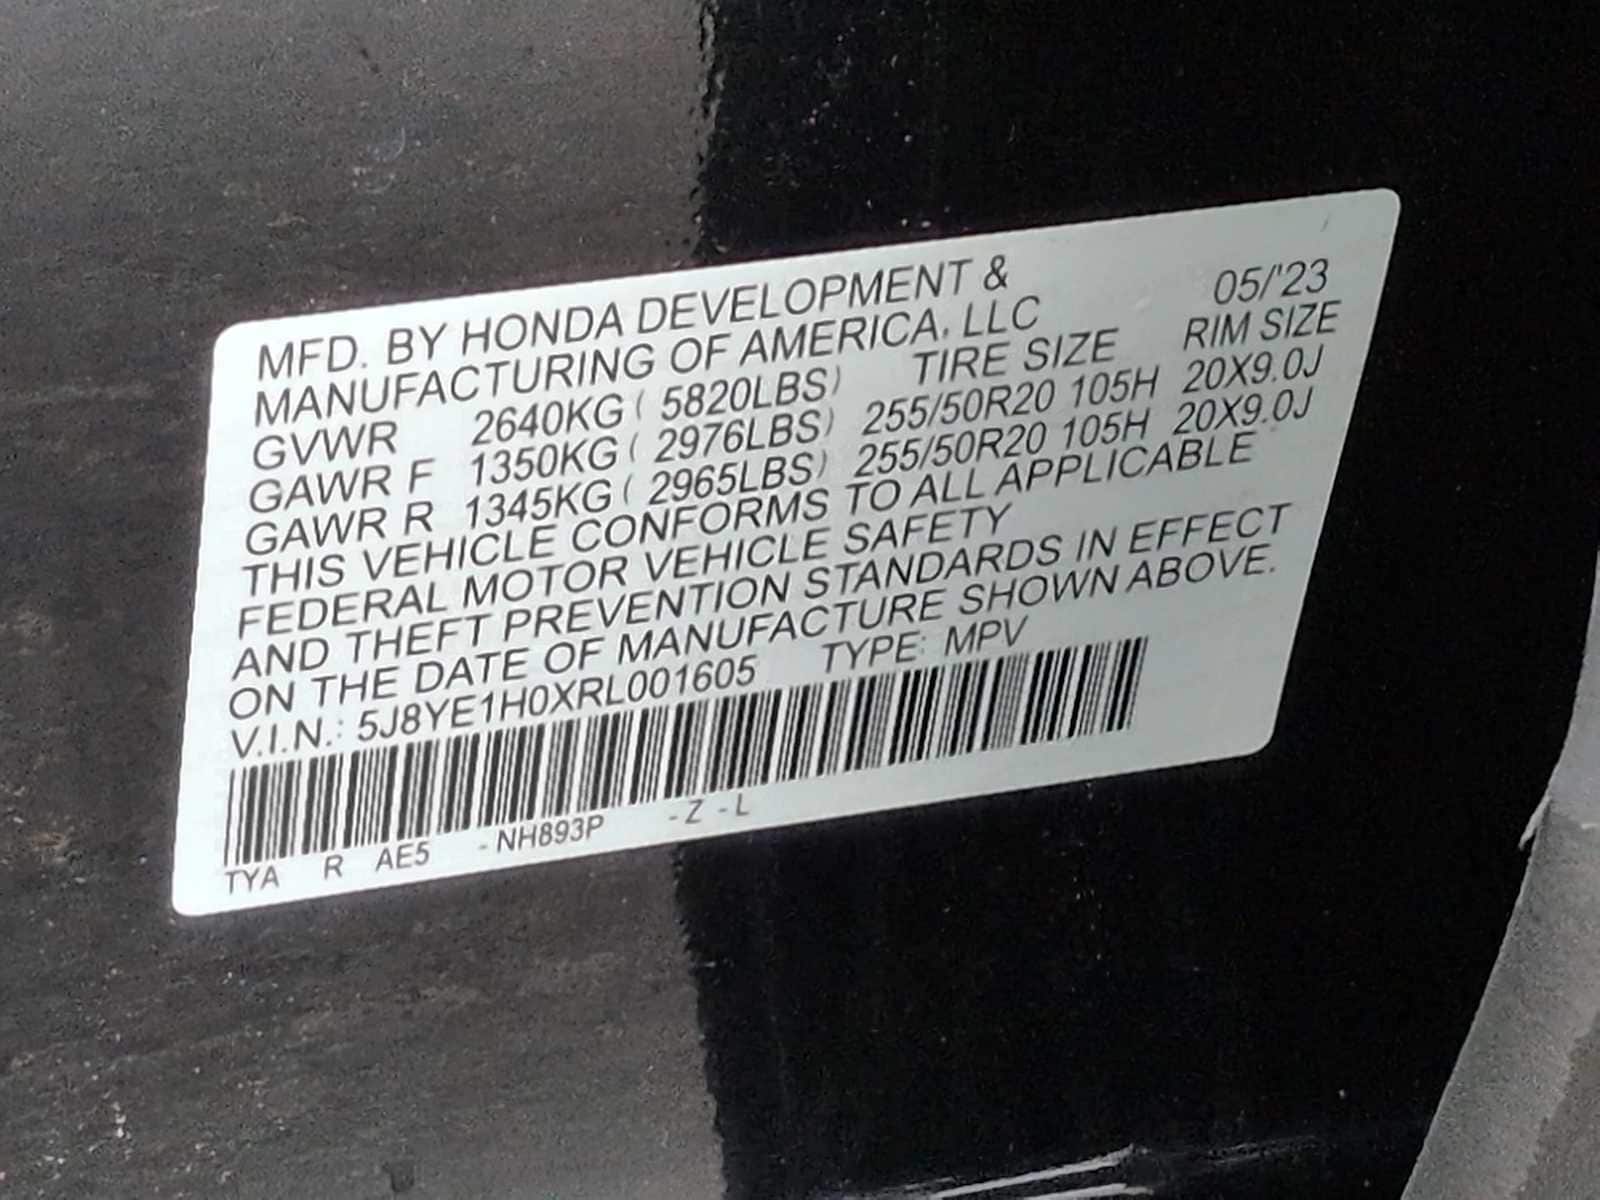 MFD. BY HONDA DEVELOPMENT &
MANUFACTURING OF AMERICA, LLC 05/'23
TIRE SIZE RIM SIZE
GVWR 2640KG ( 5820LBS)
GAWR F 1350KG ( 2976LBS) 255/50R20 105H 20X9.0J
GAWR R 1345KG ( 2965LBS) 255/50R20 105H 20X9.0J
THIS VEHICLE CONFORMS TO ALL APPLICABLE
FEDERAL MOTOR VEHICLE SAFETY
AND THEFT PREVENTION STANDARDS IN EFFECT
ON THE DATE OF MANUFACTURE SHOWN ABOVE.
V.I.N.: 5J8YE1H0XRL001605 TYPE: MPV
TYA R AE5 -NH893P -Z -L